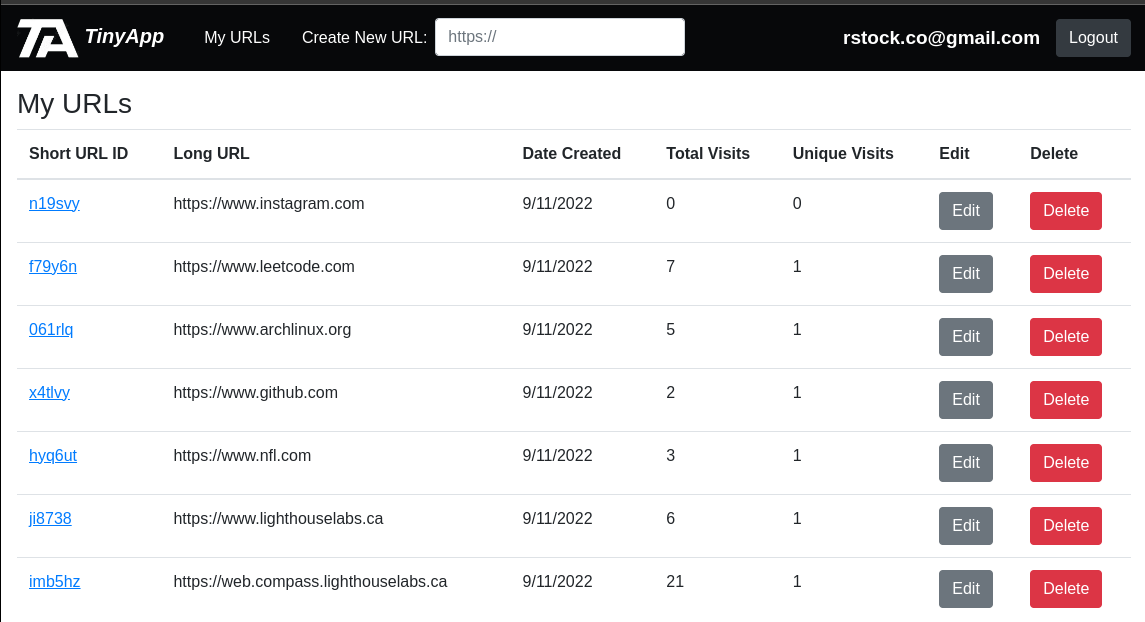 TA TinyApp My URLs Create New URL: https:// rstock.co@gmail.com Logout
My URLs
Short URL ID Long URL Date Created Total Visits Unique Visits Edit Delete
n19svy https://www.instagram.com 9/11/2022 0 0 Edit Delete
f79y6n https://www.leetcode.com 9/11/2022 7 1 Edit Delete
061rlq https://www.archlinux.org 9/11/2022 5 1 Edit Delete
x4tlvy https://www.github.com 9/11/2022 2 1 Edit Delete
hyq6ut https://www.nfl.com 9/11/2022 3 1 Edit Delete
ji8738 https://www.lighthouselabs.ca 9/11/2022 6 1 Edit Delete
imb5hz https://web.compass.lighthouselabs.ca 9/11/2022 21 1 Edit Delete